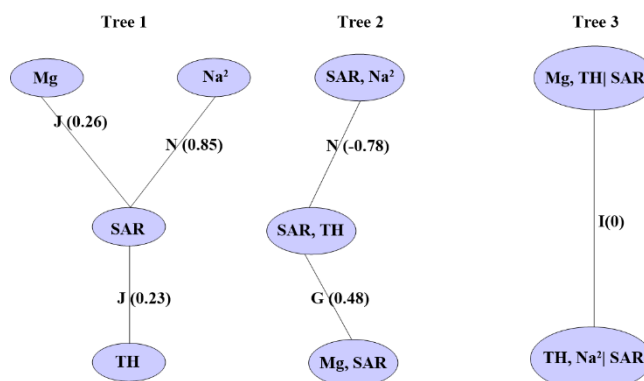 Tree 1
Tree 2
Tree 3
Mg
Na²
J (0.26)
N (0.85)
SAR
J (0.23)
TH
SAR, Na²
N (-0.78)
SAR, TH
G (0.48)
Mg, SAR
Mg, TH| SAR
I(0)
TH, Na²| SAR